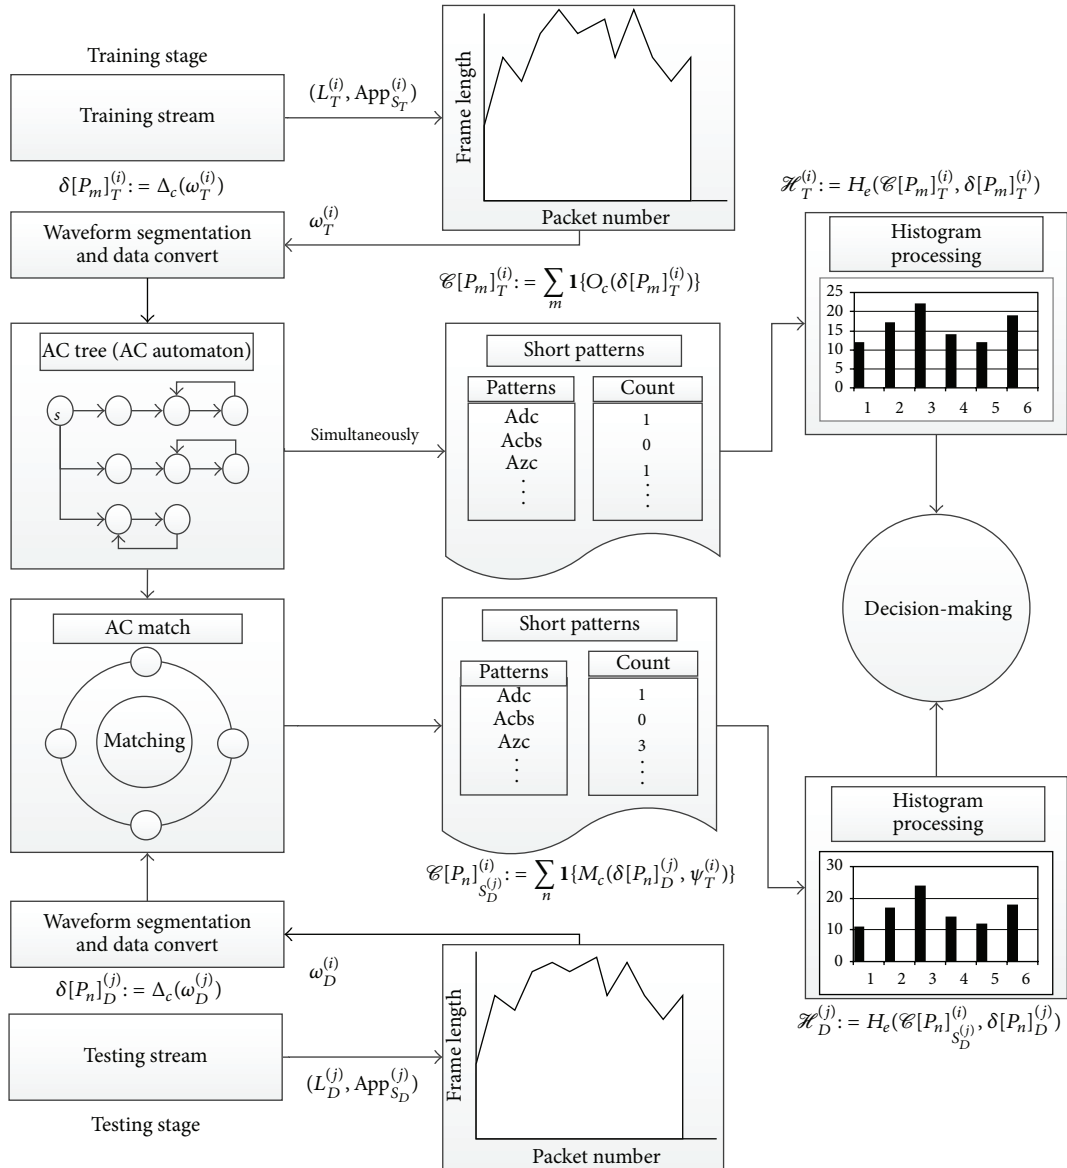 Training stage
Training stream
(L_T^{(i)}, App_{S_T}^{(i)})
Frame length
Packet number
δ[P_m]_T^{(i)} := Δ_c(ω_T^{(i)})
Waveform segmentation
and data convert
ω_T^{(i)}
𝒞[P_m]_T^{(i)} := ∑_m 1{O_c(δ[P_m]_T^{(i)})}
ℋ_T^{(i)} := H_e(𝒞[P_m]_T^{(i)}, δ[P_m]_T^{(i)})
Histogram
processing
25
20
15
10
5
0
1 2 3 4 5 6
AC tree (AC automaton)
s
Simultaneously
Short patterns
Patterns Count
Adc 1
Acbs 0
Azc 1
Decision-making
AC match
Matching
Short patterns
Patterns Count
Adc 1
Acbs 0
Azc 3
𝒞[P_n]_{S_D^{(j)}}^{(i)} := ∑_n 1{M_c(δ[P_n]_D^{(j)}, ψ_T^{(i)})}
Histogram
processing
30
20
10
0
1 2 3 4 5 6
ℋ_D^{(j)} := H_e(𝒞[P_n]_{S_D^{(j)}}^{(i)}, δ[P_n]_D^{(j)})
Waveform segmentation
and data convert
ω_D^{(i)}
δ[P_n]_D^{(j)} := Δ_c(ω_D^{(j)})
Testing stream
(L_D^{(j)}, App_{S_D}^{(j)})
Frame length
Packet number
Testing stage